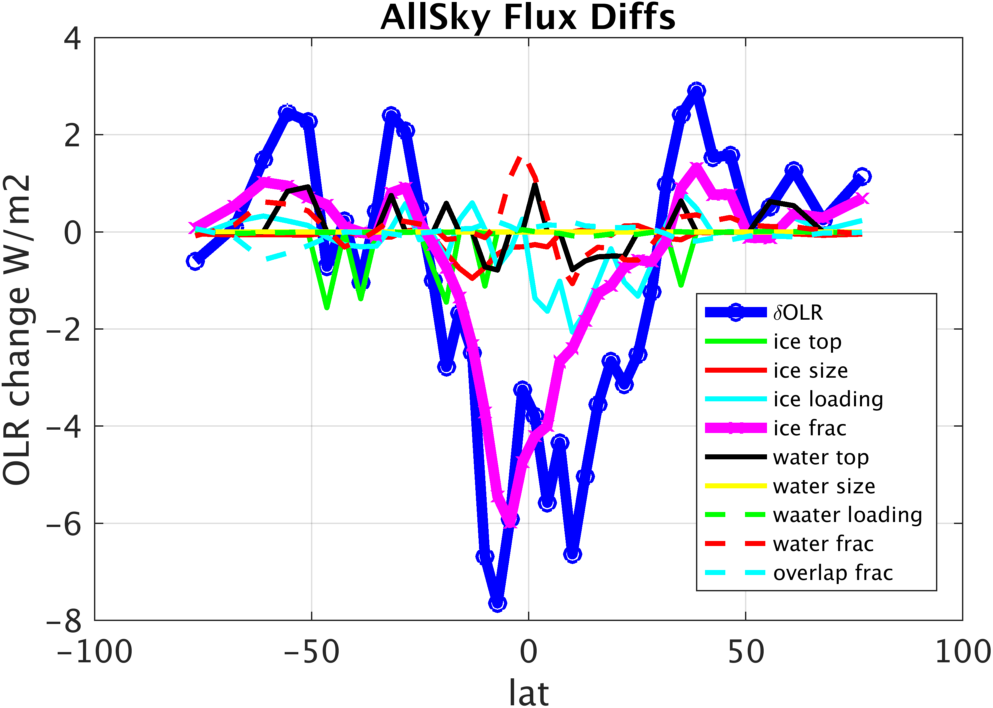 AllSky Flux Diffs
4
2
0
−2
−4
−6
−8
OLR change W/m2
δOLR
ice top
ice size
ice loading
ice frac
water top
water size
waater loading
water frac
overlap frac
−100 −50 0 50 100
lat